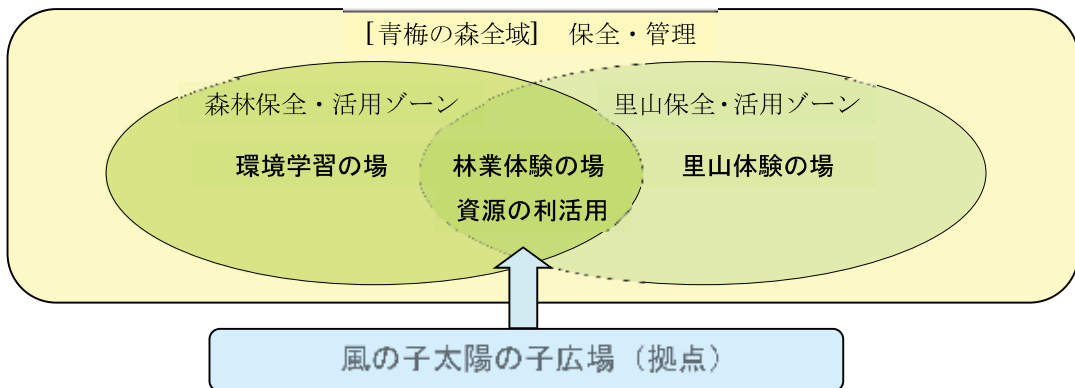 [青梅の森全域] 保全・管理
森林保全・活用ゾーン
里山保全・活用ゾーン
環境学習の場
林業体験の場
里山体験の場
資源の利活用
風の子太陽の子広場（拠点）